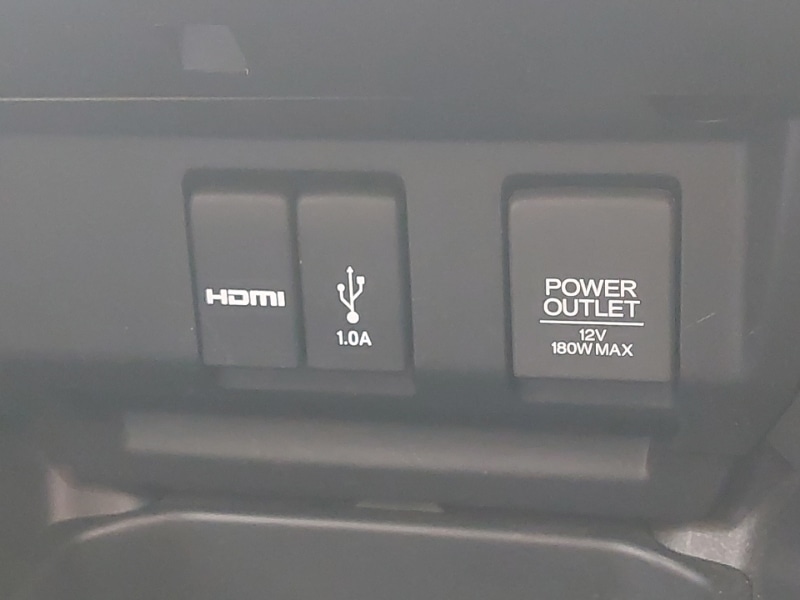 HDMI
1.0A
POWER
OUTLET
12V
180W MAX